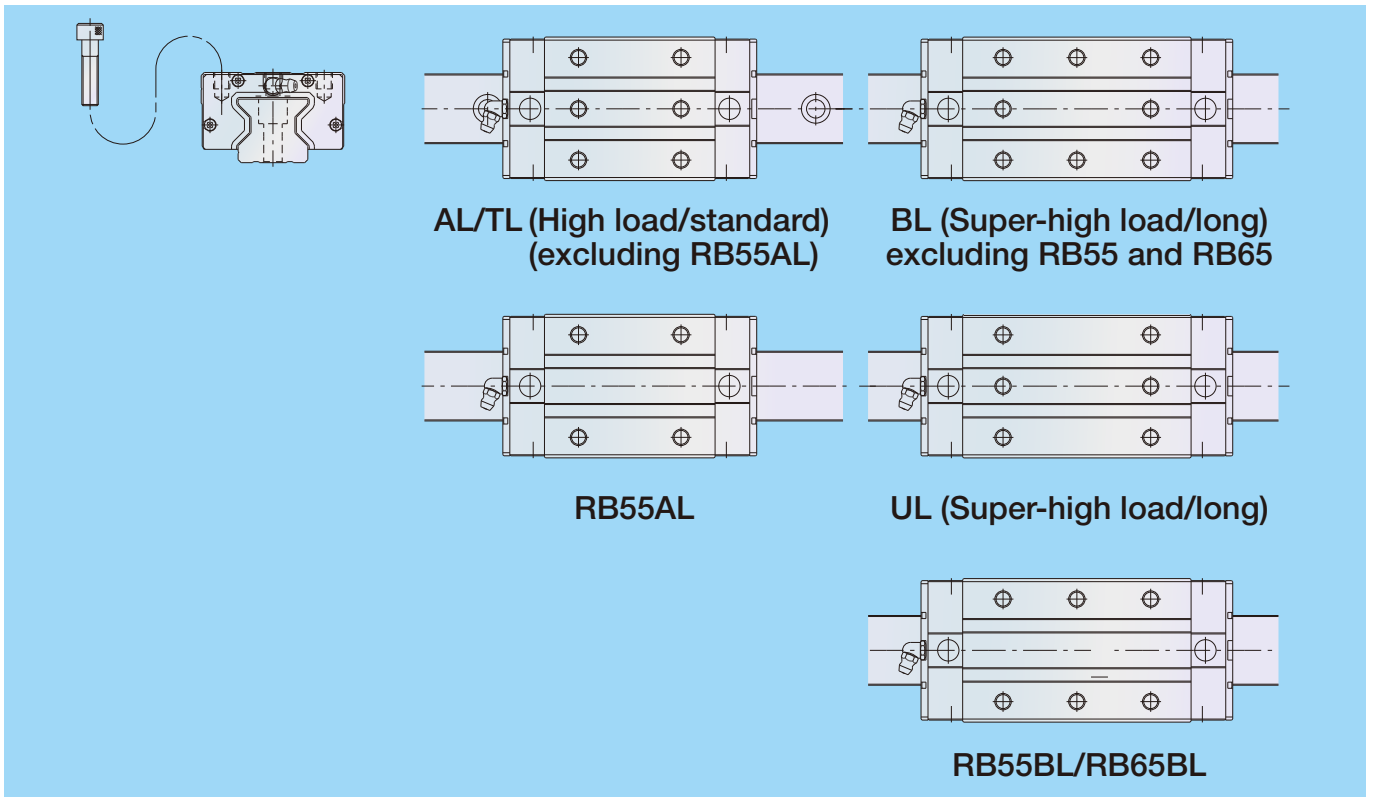 AL/TL (High load/standard)
(excluding RB55AL)
BL (Super-high load/long)
excluding RB55 and RB65
RB55AL
UL (Super-high load/long)
RB55BL/RB65BL